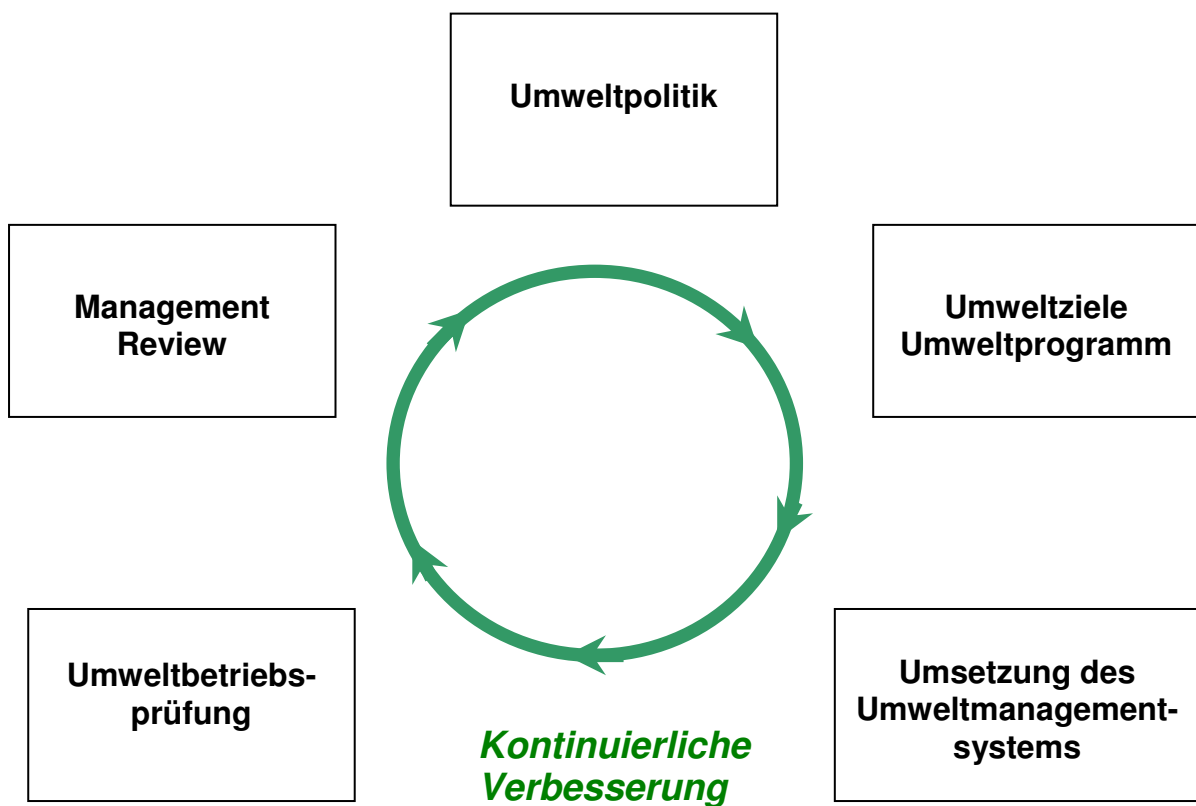 Umweltpolitik
Management
Review
Umweltziele
Umweltprogramm
Umweltbetriebs-
prüfung
Umsetzung des
Umweltmanagement-
systems
Kontinuierliche
Verbesserung